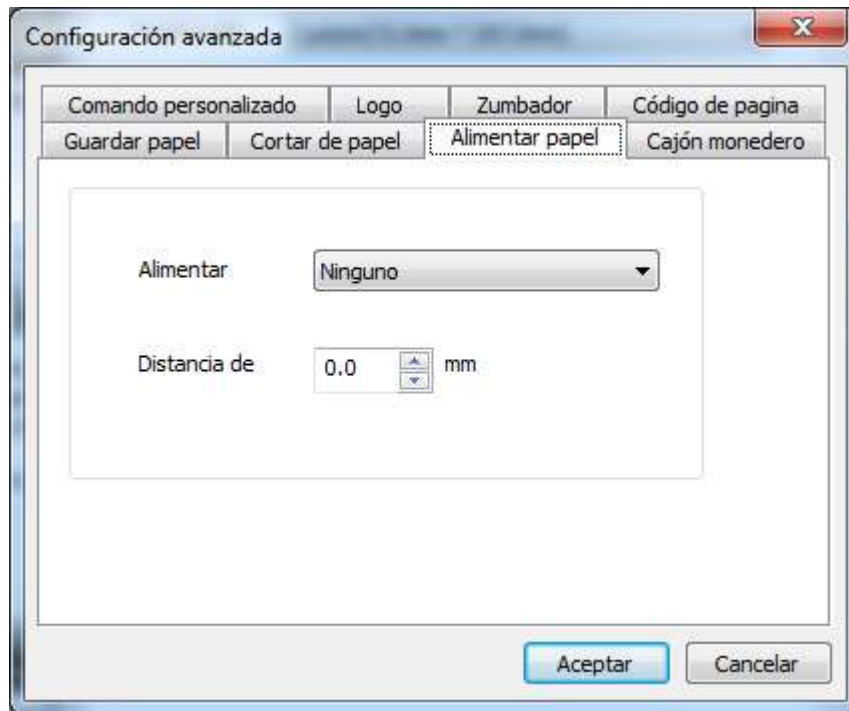 Configuración avanzada
Comando personalizado Logo Zumbador Código de pagina
Guardar papel Cortar de papel Alimentar papel Cajón monedero
Alimentar Ninguno
Distancia de 0.0 mm
Aceptar Cancelar